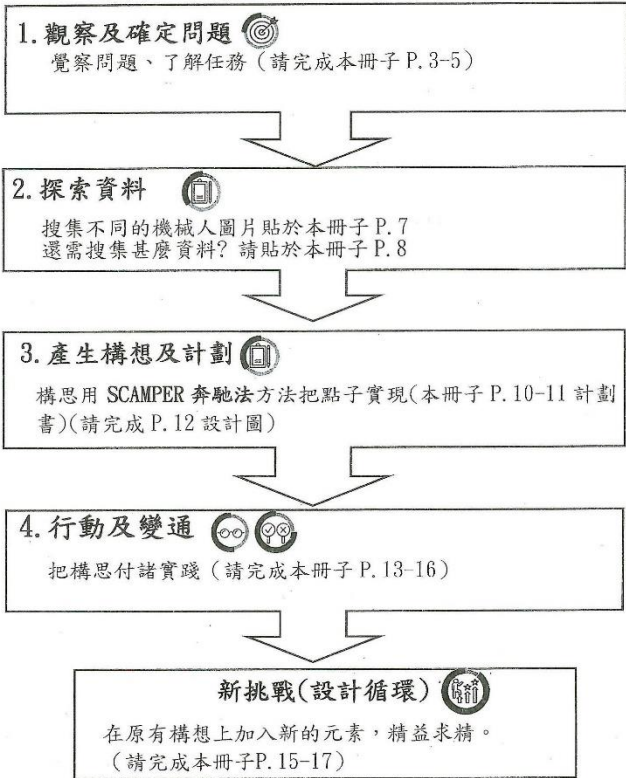 1. 觀察及確定問題
覺察問題、了解任務（請完成本冊子 P.3-5）
2. 探索資料
搜集不同的機械人圖片貼於本冊子 P.7
還需搜集甚麼資料? 請貼於本冊子 P.8
3. 產生構想及計劃
構思用 SCAMPER 奔馳法方法把點子實現(本冊子 P.10-11 計劃
書)(請完成 P.12 設計圖)
4. 行動及變通
把構思付諸實踐（請完成本冊子 P.13-16）
新挑戰(設計循環)
在原有構想上加入新的元素，精益求精。
（請完成本冊子P.15-17）